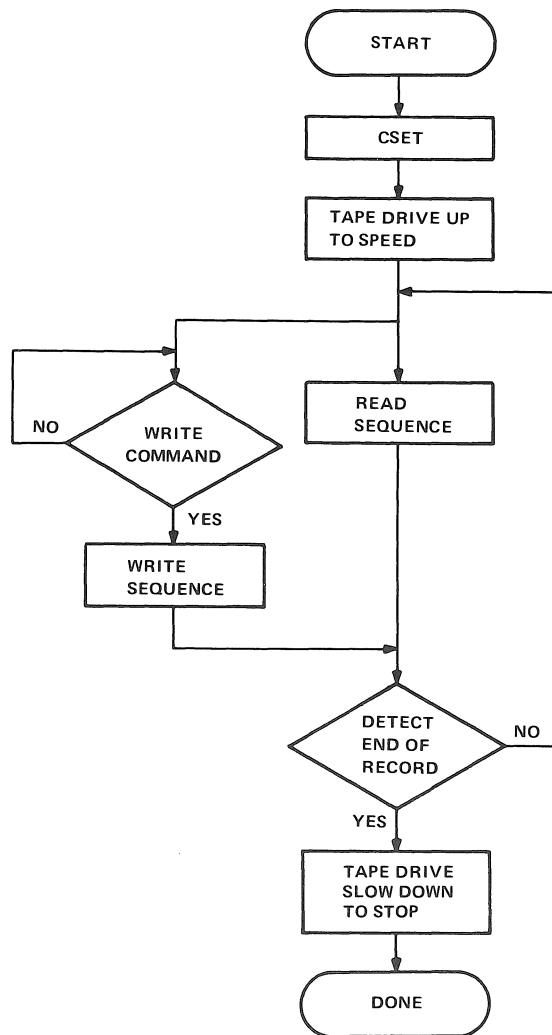 START
CSET
TAPE DRIVE UP
TO SPEED
NO
WRITE
COMMAND
READ
SEQUENCE
YES
WRITE
SEQUENCE
DETECT
END OF
RECORD
NO
YES
TAPE DRIVE
SLOW DOWN
TO STOP
DONE